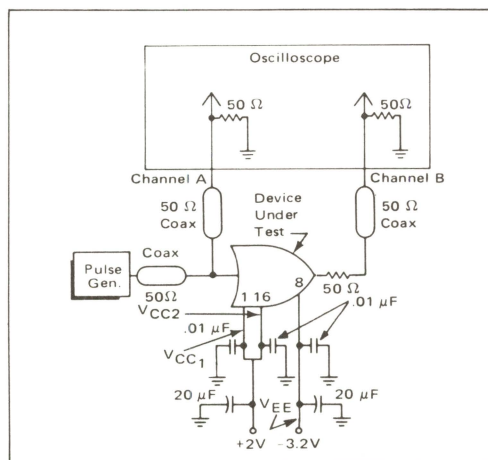 Oscilloscope
50 Ω
50Ω
Channel A
Channel B
50 Ω
Coax
Device
Under
Test
50 Ω
Coax
Coax
Pulse
Gen.
50Ω
1 16
8
50 Ω
VCC2
.01 µF
.01 µF
VCC1
20 µF
VEE
20 µF
+2V
-3.2V